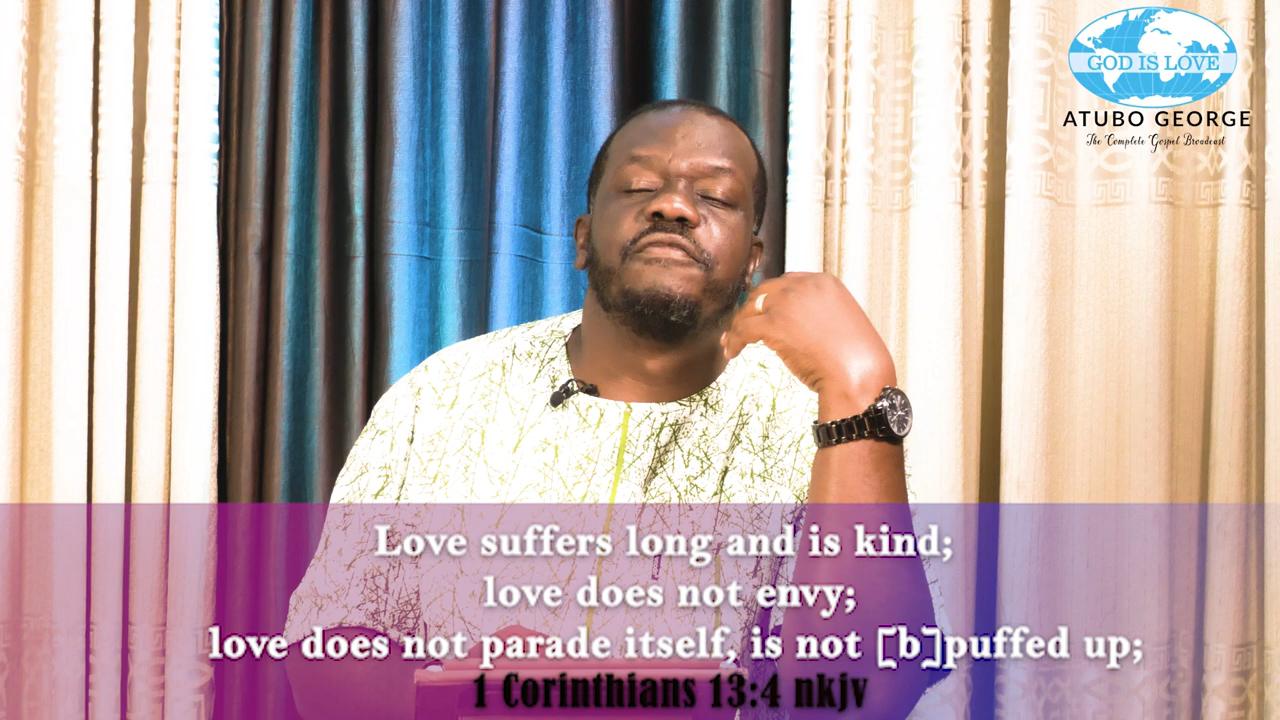 GOD IS LOVE
ATUBO GEORGE
The Complete Gospel Broadcast
Love suffers long and is kind;
love does not envy;
love does not parade itself, is not [b]puffed up;
1 Corinthians 13:4 nkjv